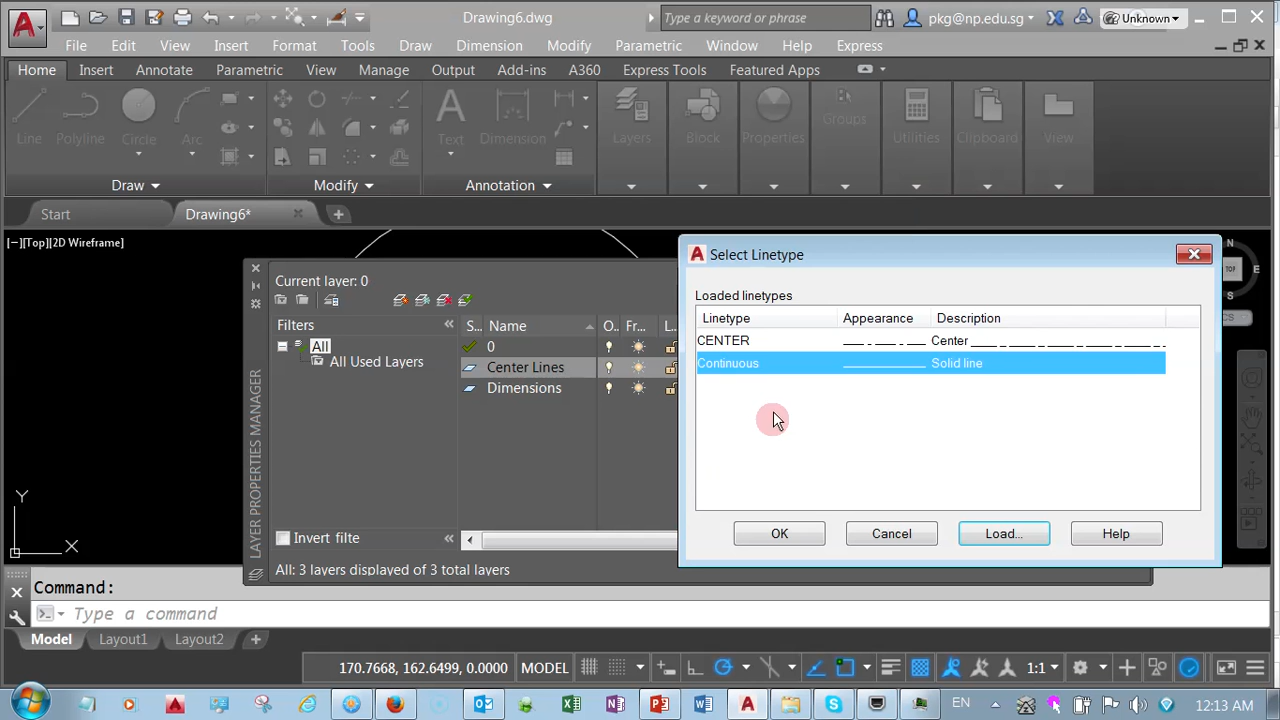 Drawing6.dwg
Type a keyword or phrase
pkg@np.edu.sg
Unknown
File Edit View Insert Format Tools Draw Dimension Modify Parametric Window Help Express
Home Insert Annotate Parametric View Manage Output Add-ins A360 Express Tools Featured Apps
Line Polyline Circle Arc Text Dimension Layers Block Properties Groups Utilities Clipboard View
Draw Modify Annotation
Start Drawing6*
[−][Top][2D Wireframe]
N
TOP
E
S
Select Linetype
Current layer: 0
Loaded linetypes
Filters
S.. Name O. Fr... L..
Linetype Appearance Description
All
0
CENTER Center
All Used Layers
Center Lines
Continuous Solid line
Dimensions
LAYER PROPERTIES MANAGER
Y
X
Invert filte
OK Cancel Load... Help
All: 3 layers displayed of 3 total layers
Command:
Type a command
Model Layout1 Layout2
170.7668, 162.6499, 0.0000 MODEL 1:1
EN 12:13 AM